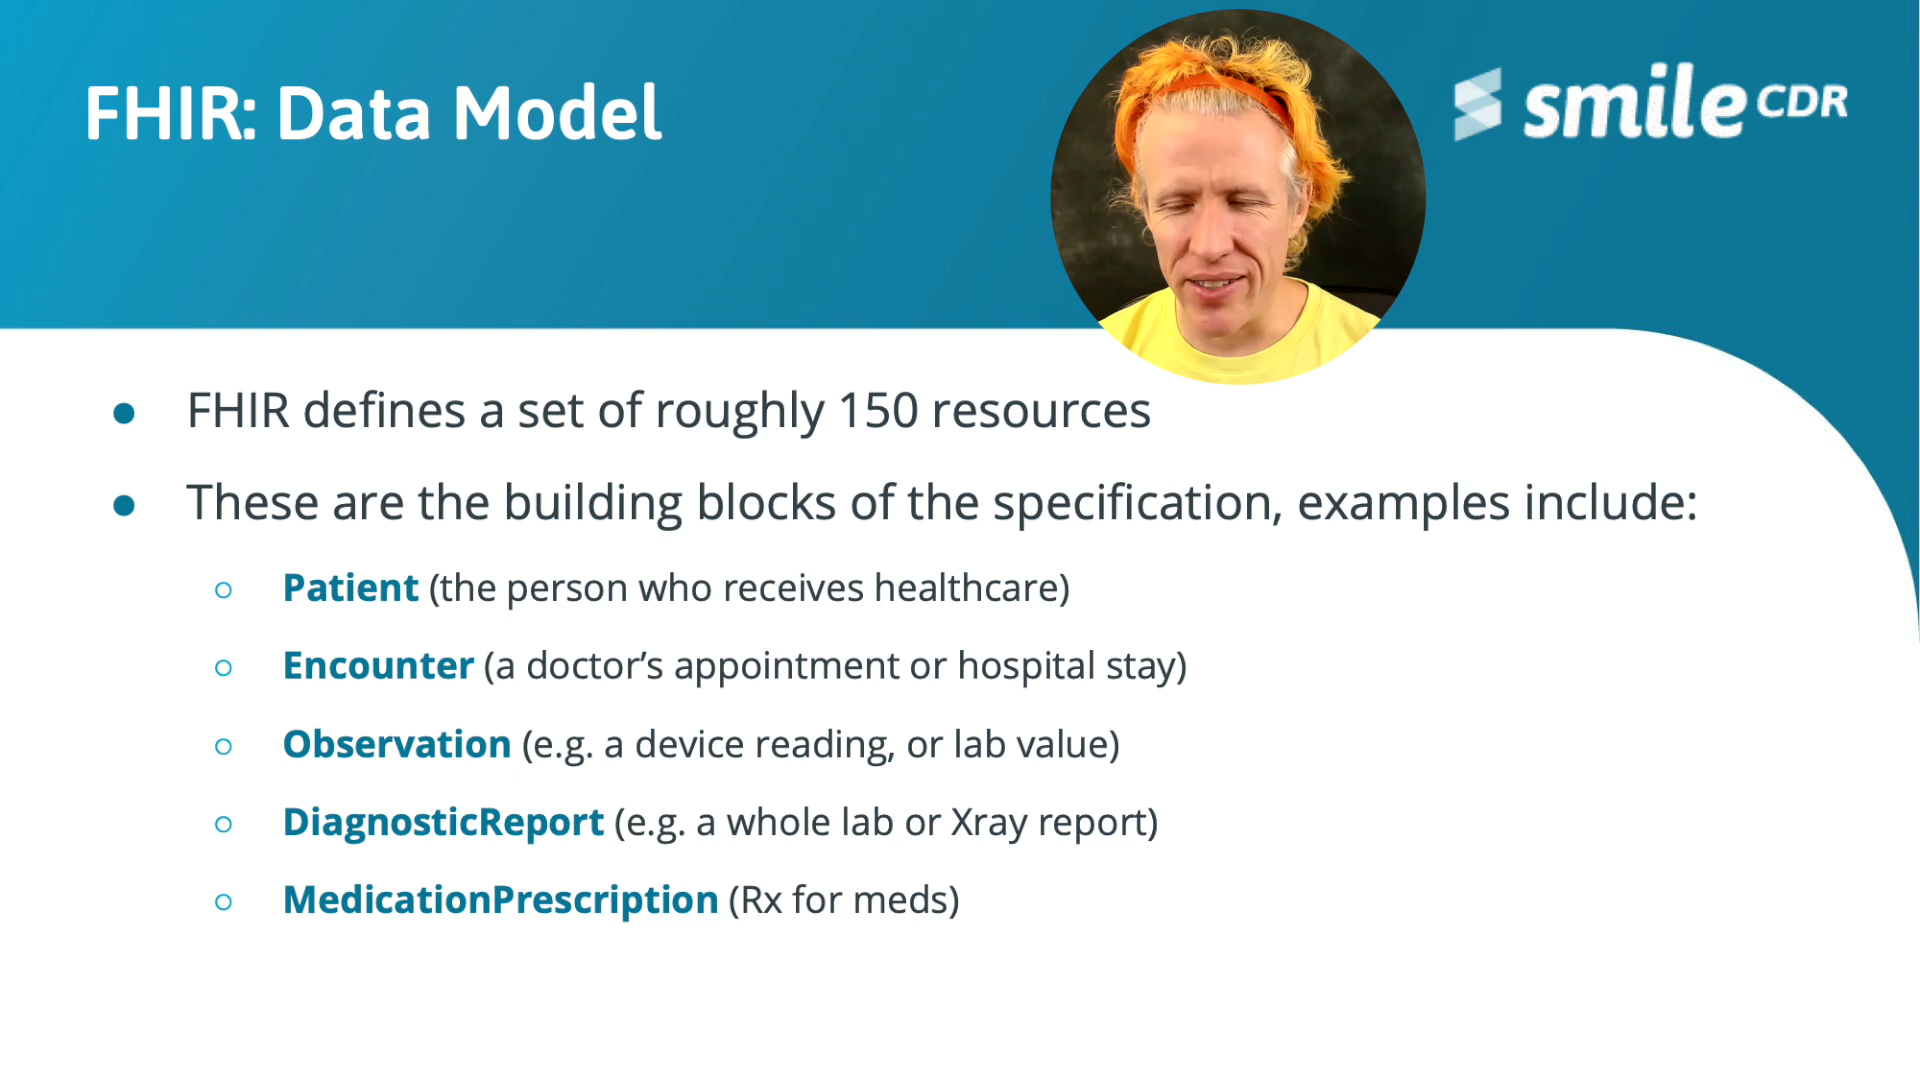 FHIR: Data Model
smile CDR
● FHIR defines a set of roughly 150 resources
● These are the building blocks of the specification, examples include:
○ Patient (the person who receives healthcare)
○ Encounter (a doctor’s appointment or hospital stay)
○ Observation (e.g. a device reading, or lab value)
○ DiagnosticReport (e.g. a whole lab or Xray report)
○ MedicationPrescription (Rx for meds)